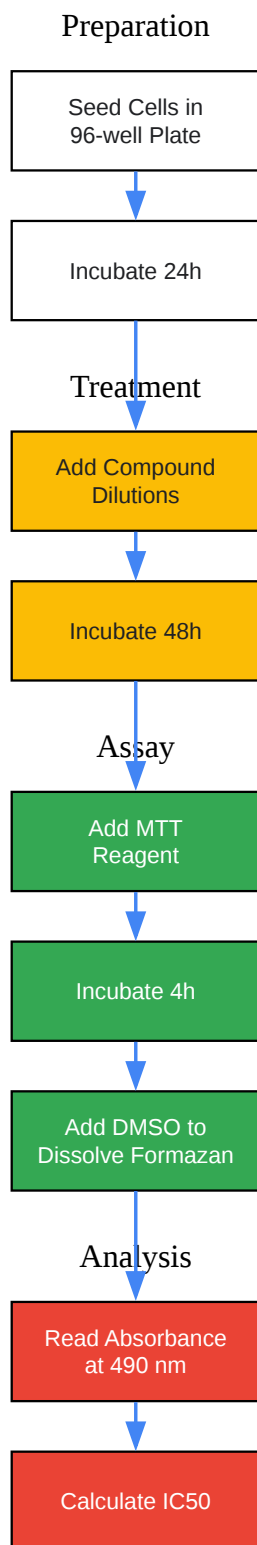 Preparation
Seed Cells in
96-well Plate
Incubate 24h
Treatment
Add Compound
Dilutions
Incubate 48h
Assay
Add MTT
Reagent
Incubate 4h
Add DMSO to
Dissolve Formazan
Analysis
Read Absorbance
at 490 nm
Calculate IC50